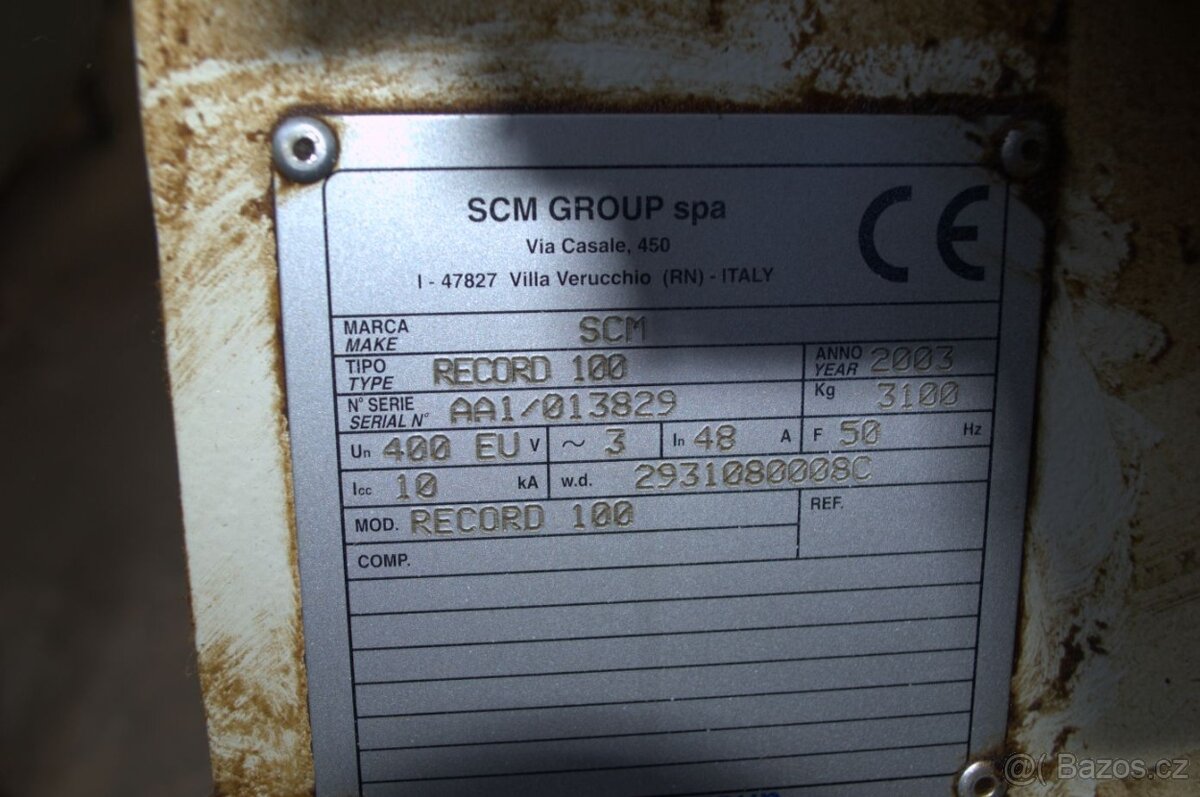 SCM GROUP spa
Via Casale, 450
I - 47827 Villa Verucchio (RN) - ITALY
CE
MARCA
MAKE
SCM
TIPO
TYPE
RECORD 100
ANNO
YEAR
2003
N° SERIE
SERIAL N°
AA1/013829
Kg 3100
Un 400 EU V
~ 3
In 48 A
F 50 Hz
Icc 10 kA
w.d. 2931080008C
MOD. RECORD 100
REF.
COMP.
@( Bazos.cz